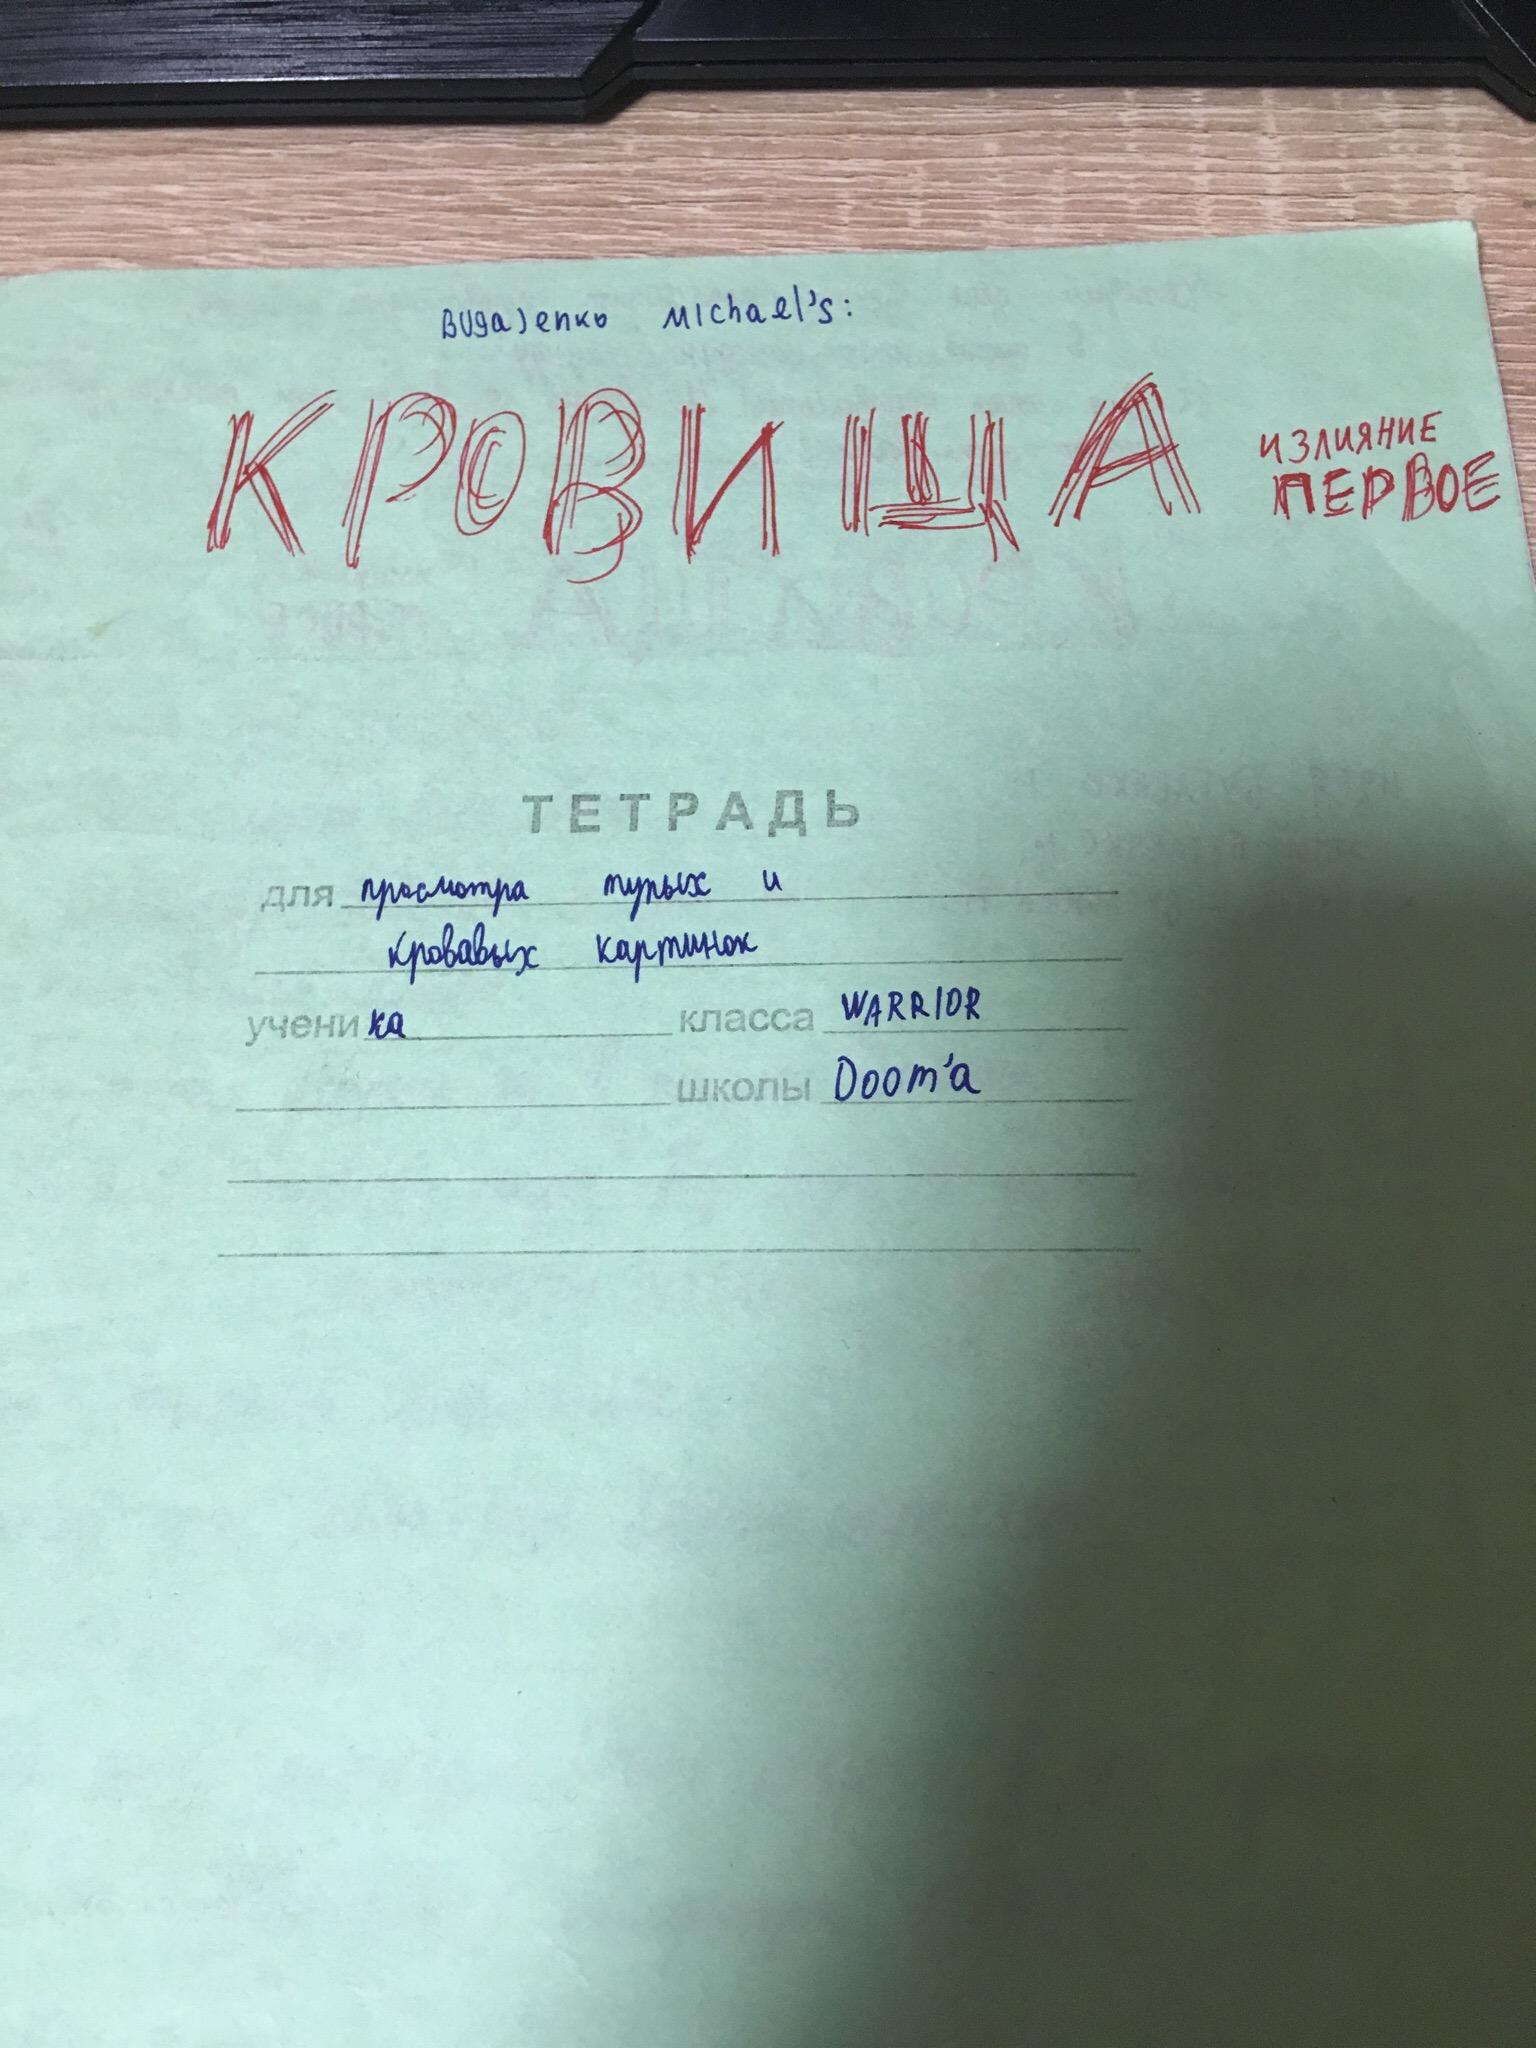 BUgaJenko Michael's:
КРОВИЩА ИЗЛИЯНИЕ ПЕРВОЕ
ТЕТРАДЬ
для просмотра тупых и
кровавых картинок
ученика класса WARRIOR
школы Doom'a